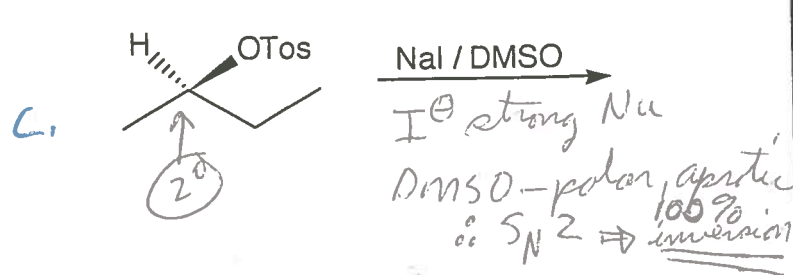 H
OTos
NaI / DMSO
C.
2°
I⊖ strong Nu
DMSO-polar, aprotic
∴ SN2 ⇒ 100% inversion